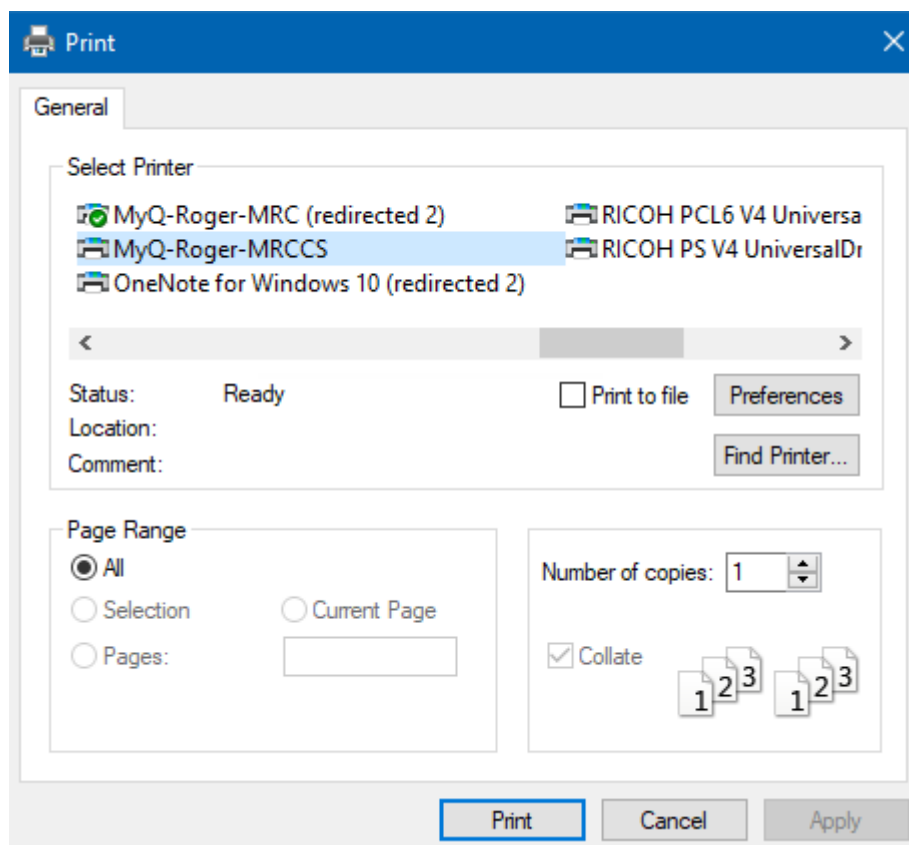 Print
General
Select Printer
MyQ-Roger-MRC (redirected 2)
MyQ-Roger-MRCCS
OneNote for Windows 10 (redirected 2)
RICOH PCL6 V4 Universa
RICOH PS V4 UniversalDr
Status: Ready
Location:
Comment:
Print to file
Preferences
Find Printer...
Page Range
All
Selection
Current Page
Pages:
Number of copies: 1
Collate
1 2 3 1 2 3
Print
Cancel
Apply